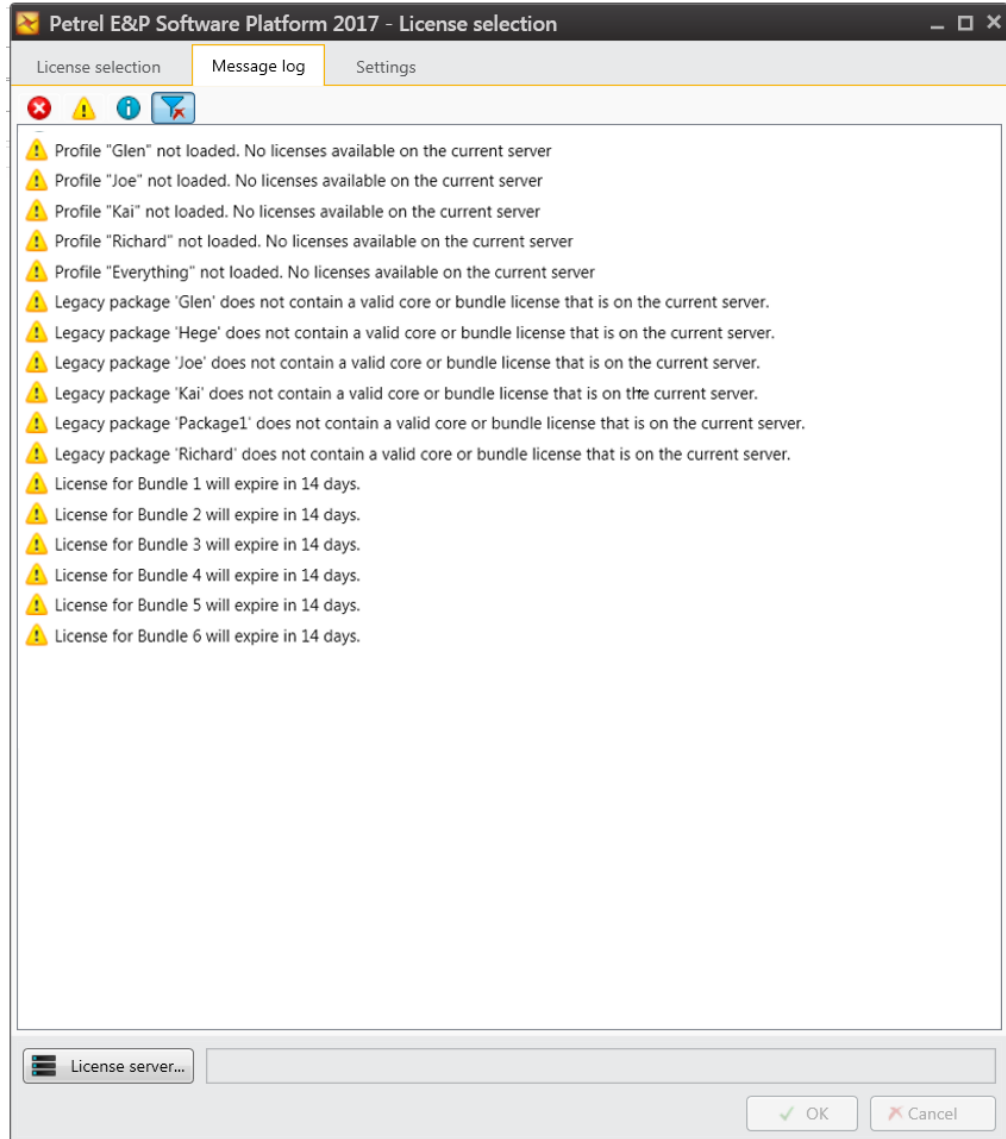 Petrel E&P Software Platform 2017 - License selection
License selection Message log Settings
Profile "Glen" not loaded. No licenses available on the current server
Profile "Joe" not loaded. No licenses available on the current server
Profile "Kai" not loaded. No licenses available on the current server
Profile "Richard" not loaded. No licenses available on the current server
Profile "Everything" not loaded. No licenses available on the current server
Legacy package 'Glen' does not contain a valid core or bundle license that is on the current server.
Legacy package 'Hege' does not contain a valid core or bundle license that is on the current server.
Legacy package 'Joe' does not contain a valid core or bundle license that is on the current server.
Legacy package 'Kai' does not contain a valid core or bundle license that is on the current server.
Legacy package 'Package1' does not contain a valid core or bundle license that is on the current server.
Legacy package 'Richard' does not contain a valid core or bundle license that is on the current server.
License for Bundle 1 will expire in 14 days.
License for Bundle 2 will expire in 14 days.
License for Bundle 3 will expire in 14 days.
License for Bundle 4 will expire in 14 days.
License for Bundle 5 will expire in 14 days.
License for Bundle 6 will expire in 14 days.
License server...
OK Cancel